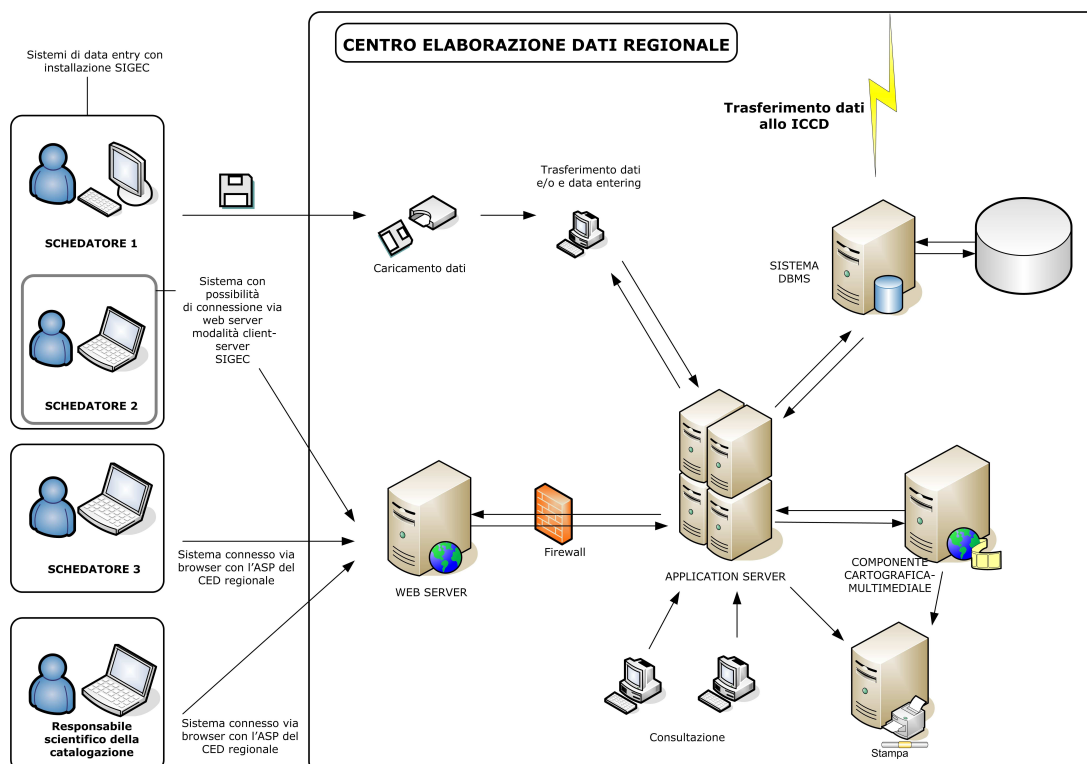 CENTRO ELABORAZIONE DATI REGIONALE
Sistemi di data entry con
installazione SIGEC
Trasferimento dati
allo ICCD
Trasferimento dati
e/o e data entering
SCHEDATORE 1
Caricamento dati
SISTEMA
DBMS
Sistema con
possibilità
di connessione via
web server
modalità client-
server
SIGEC
SCHEDATORE 2
SCHEDATORE 3
Sistema connesso via
browser con l'ASP del
CED regionale
WEB SERVER
Firewall
APPLICATION SERVER
COMPONENTE
CARTOGRAFICA-
MULTIMEDIALE
Responsabile
scientifico della
catalogazione
Sistema connesso via
browser con l'ASP del
CED regionale
Consultazione
Stampa